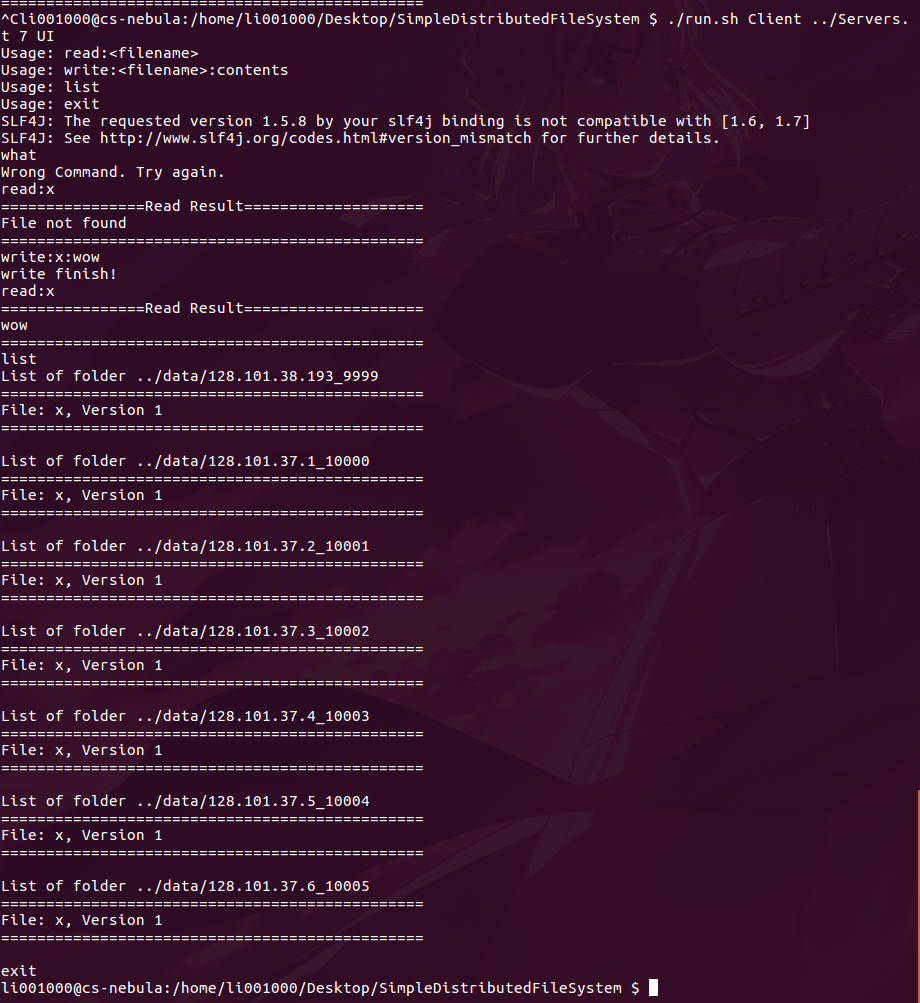 ===============================================
^Cli001000@cs-nebula:/home/li001000/Desktop/SimpleDistributedFileSystem $ ./run.sh Client ../Servers.
t 7 UI
Usage: read:<filename>
Usage: write:<filename>:contents
Usage: list
Usage: exit
SLF4J: The requested version 1.5.8 by your slf4j binding is not compatible with [1.6, 1.7]
SLF4J: See http://www.slf4j.org/codes.html#version_mismatch for further details.
what
Wrong Command. Try again.
read:x
================Read Result====================
File not found
===============================================
write:x:wow
write finish!
read:x
================Read Result====================
wow
===============================================
list
List of folder ../data/128.101.38.193_9999
===============================================
File: x, Version 1
===============================================
List of folder ../data/128.101.37.1_10000
===============================================
File: x, Version 1
===============================================
List of folder ../data/128.101.37.2_10001
===============================================
File: x, Version 1
===============================================
List of folder ../data/128.101.37.3_10002
===============================================
File: x, Version 1
===============================================
List of folder ../data/128.101.37.4_10003
===============================================
File: x, Version 1
===============================================
List of folder ../data/128.101.37.5_10004
===============================================
File: x, Version 1
===============================================
List of folder ../data/128.101.37.6_10005
===============================================
File: x, Version 1
===============================================
exit
li001000@cs-nebula:/home/li001000/Desktop/SimpleDistributedFileSystem $